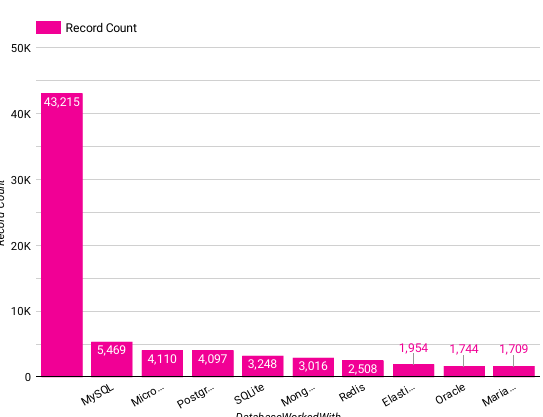 Record Count
50K
40K
30K
20K
10K
0
Record Count
43,215
5,469
4,110
4,097
3,248
3,016
2,508
1,954
1,744
1,709
MySQL
Micro...
Postgr...
SQLite
Mong...
Redis
Elasti...
Oracle
Maria...
DatabaseWorkedWith